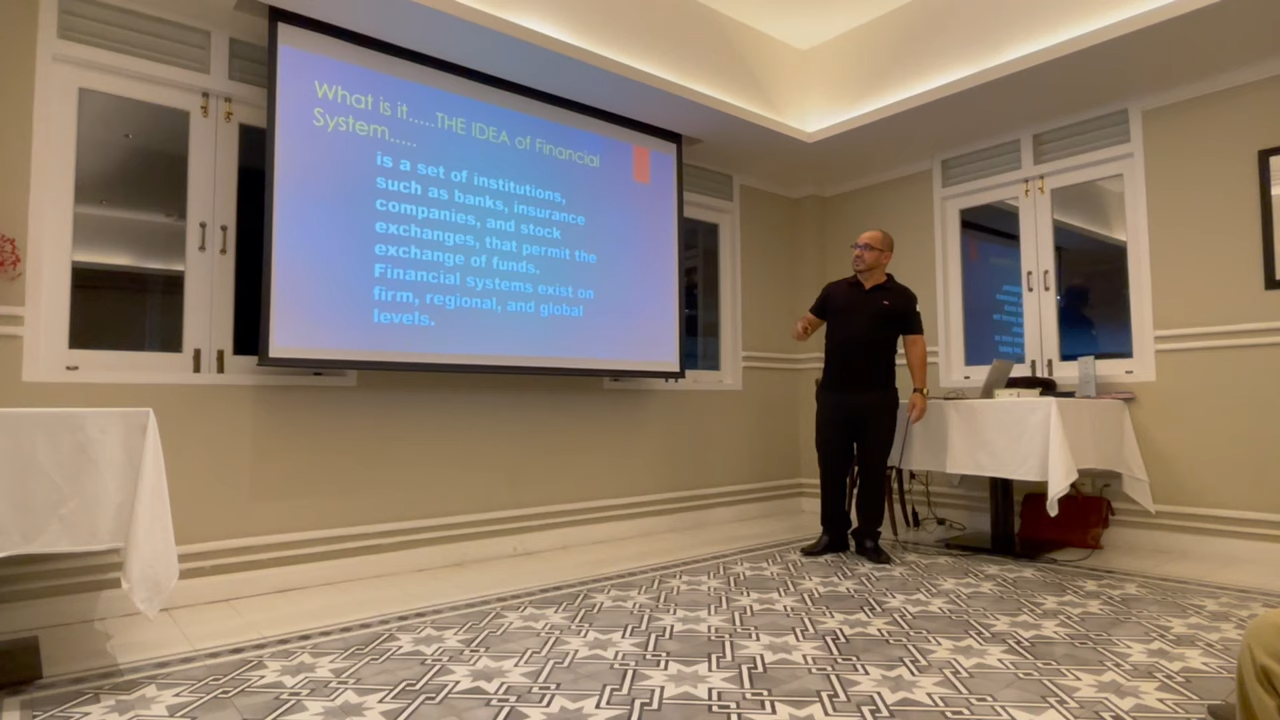 What is it.....THE IDEA of Financial
System.....
is a set of institutions,
such as banks, insurance
companies, and stock
exchanges, that permit the
exchange of funds.
Financial systems exist on
firm, regional, and global
levels.